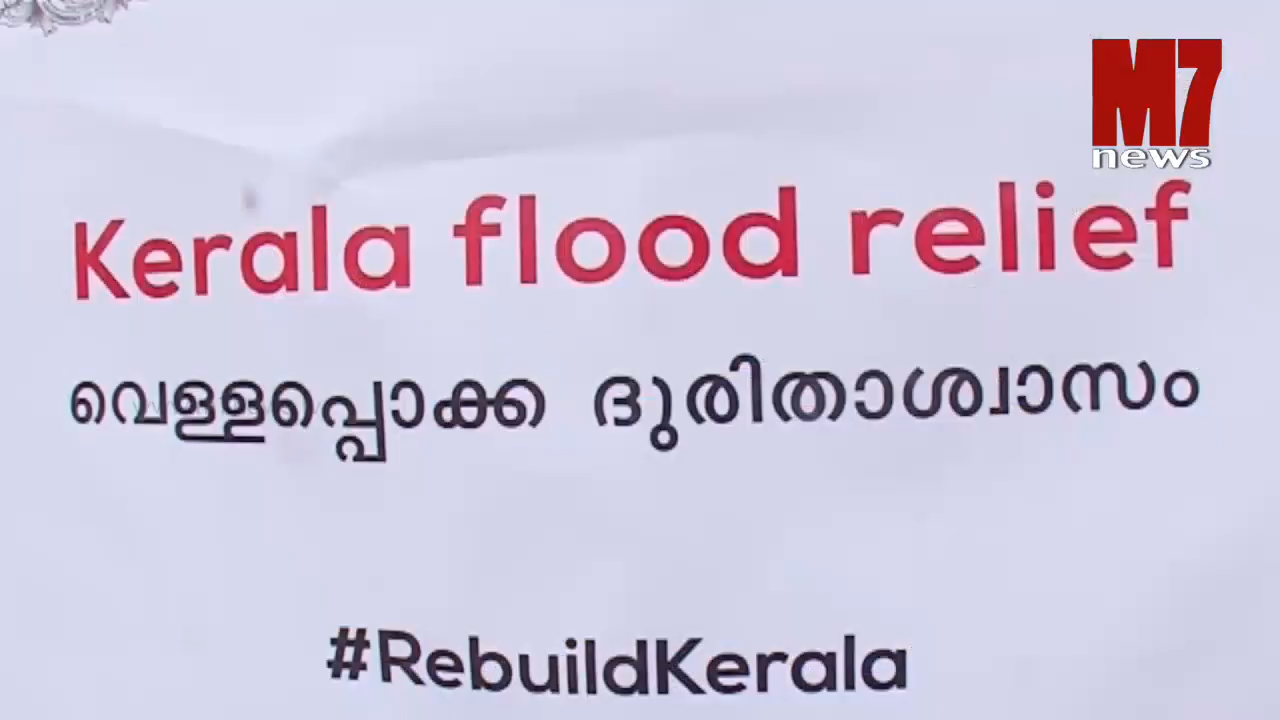 M7
news
Kerala flood relief
വെള്ളപ്പൊക്ക ദുരിതാശ്വാസം
#RebuildKerala